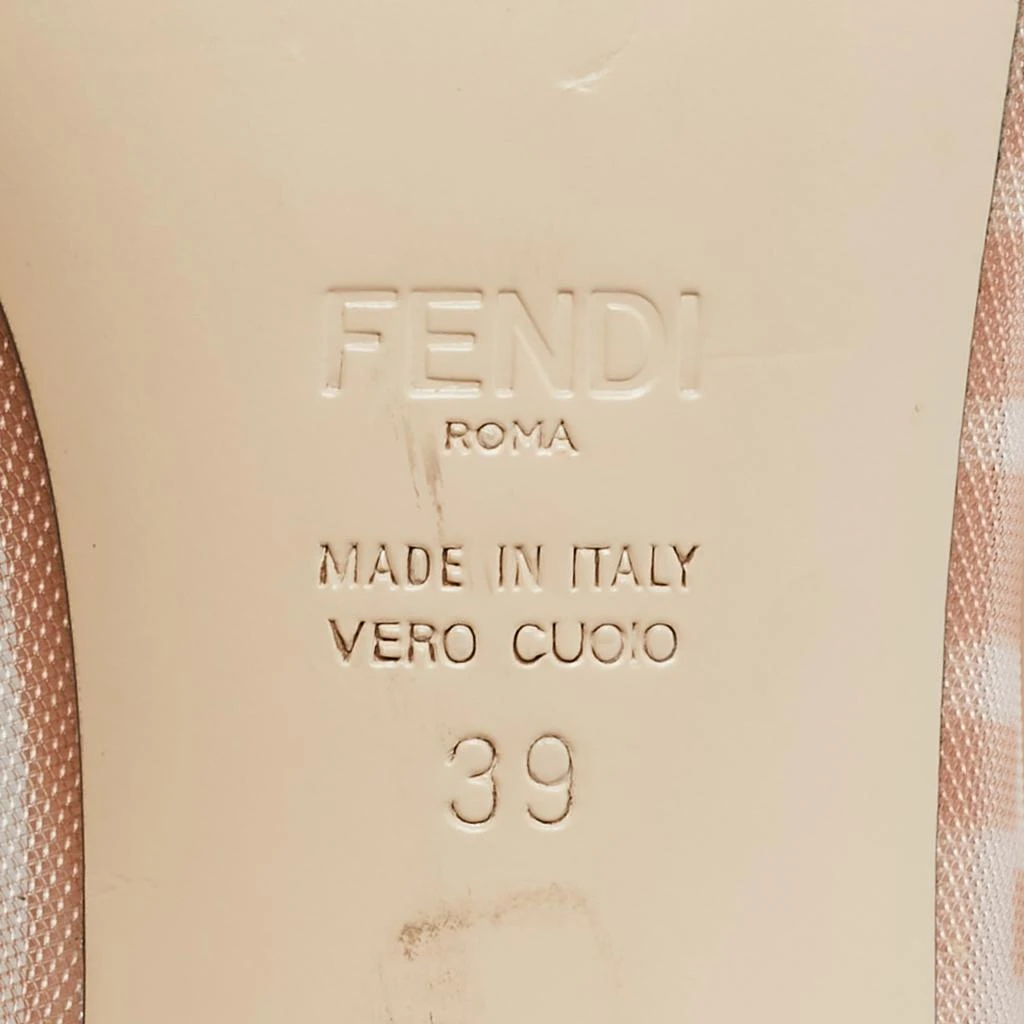 FENDI
ROMA
MADE IN ITALY
VERO CUOIO
39